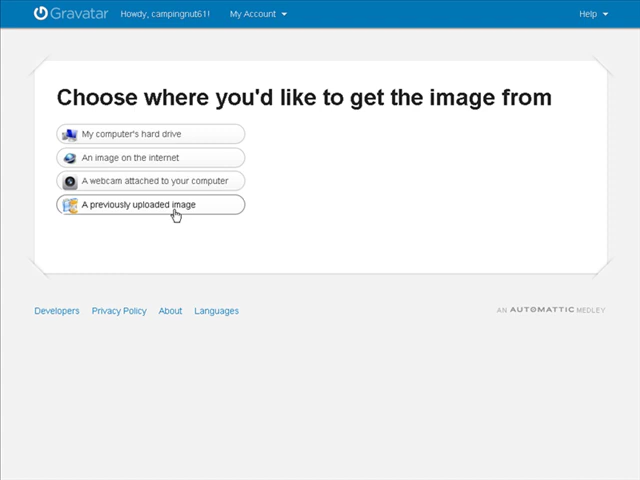 Gravatar Howdy, campingnut61! My Account Help
Choose where you'd like to get the image from
My computer's hard drive
An image on the internet
A webcam attached to your computer
A previously uploaded image
Developers Privacy Policy About Languages AN AUTOMATTIC MEDLEY